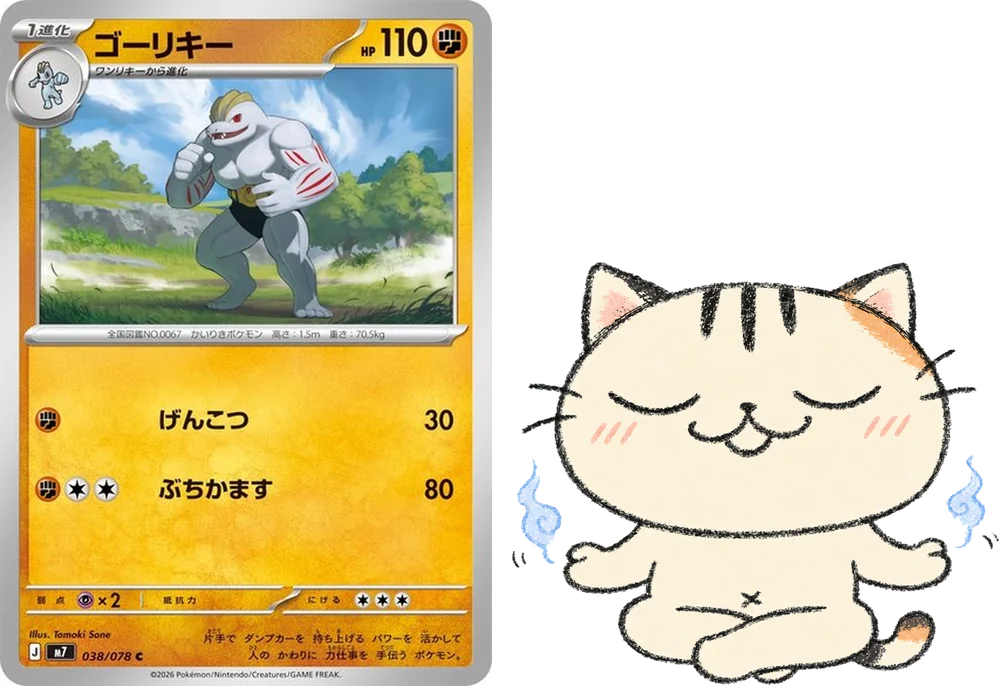 1進化
ゴーリキー
HP 110
ワンリキーから進化
全国図鑑NO.0067 かいりきポケモン 高さ：1.5m 重さ：70.5kg
げんこつ 30
ぶちかます 80
弱点 ×2 抵抗力 にげる
Illus. Tomoki Sone
片手で ダンプカーを 持ち上げる パワーを 活かして
人の かわりに 力仕事を 手伝う ポケモン。
J M7 038/078 C
©2026 Pokémon/Nintendo/Creatures/GAME FREAK.